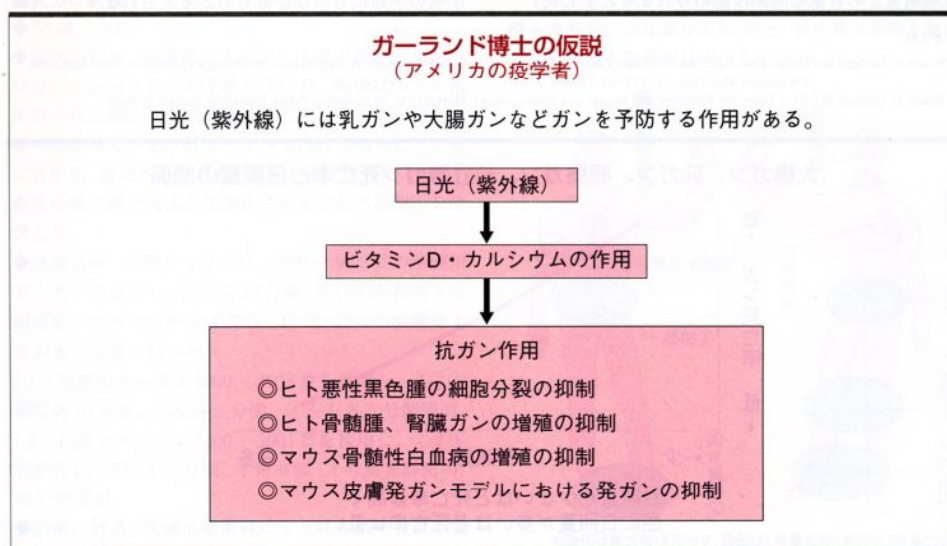 ガーランド博士の仮説
(アメリカの疫学者)
日光（紫外線）には乳ガンや大腸ガンなどガンを予防する作用がある。
日光（紫外線）
ビタミンD・カルシウムの作用
抗ガン作用
◎ヒト悪性黒色腫の細胞分裂の抑制
◎ヒト骨髄腫、腎臓ガンの増殖の抑制
◎マウス骨髄性白血病の増殖の抑制
◎マウス皮膚発ガンモデルにおける発ガンの抑制